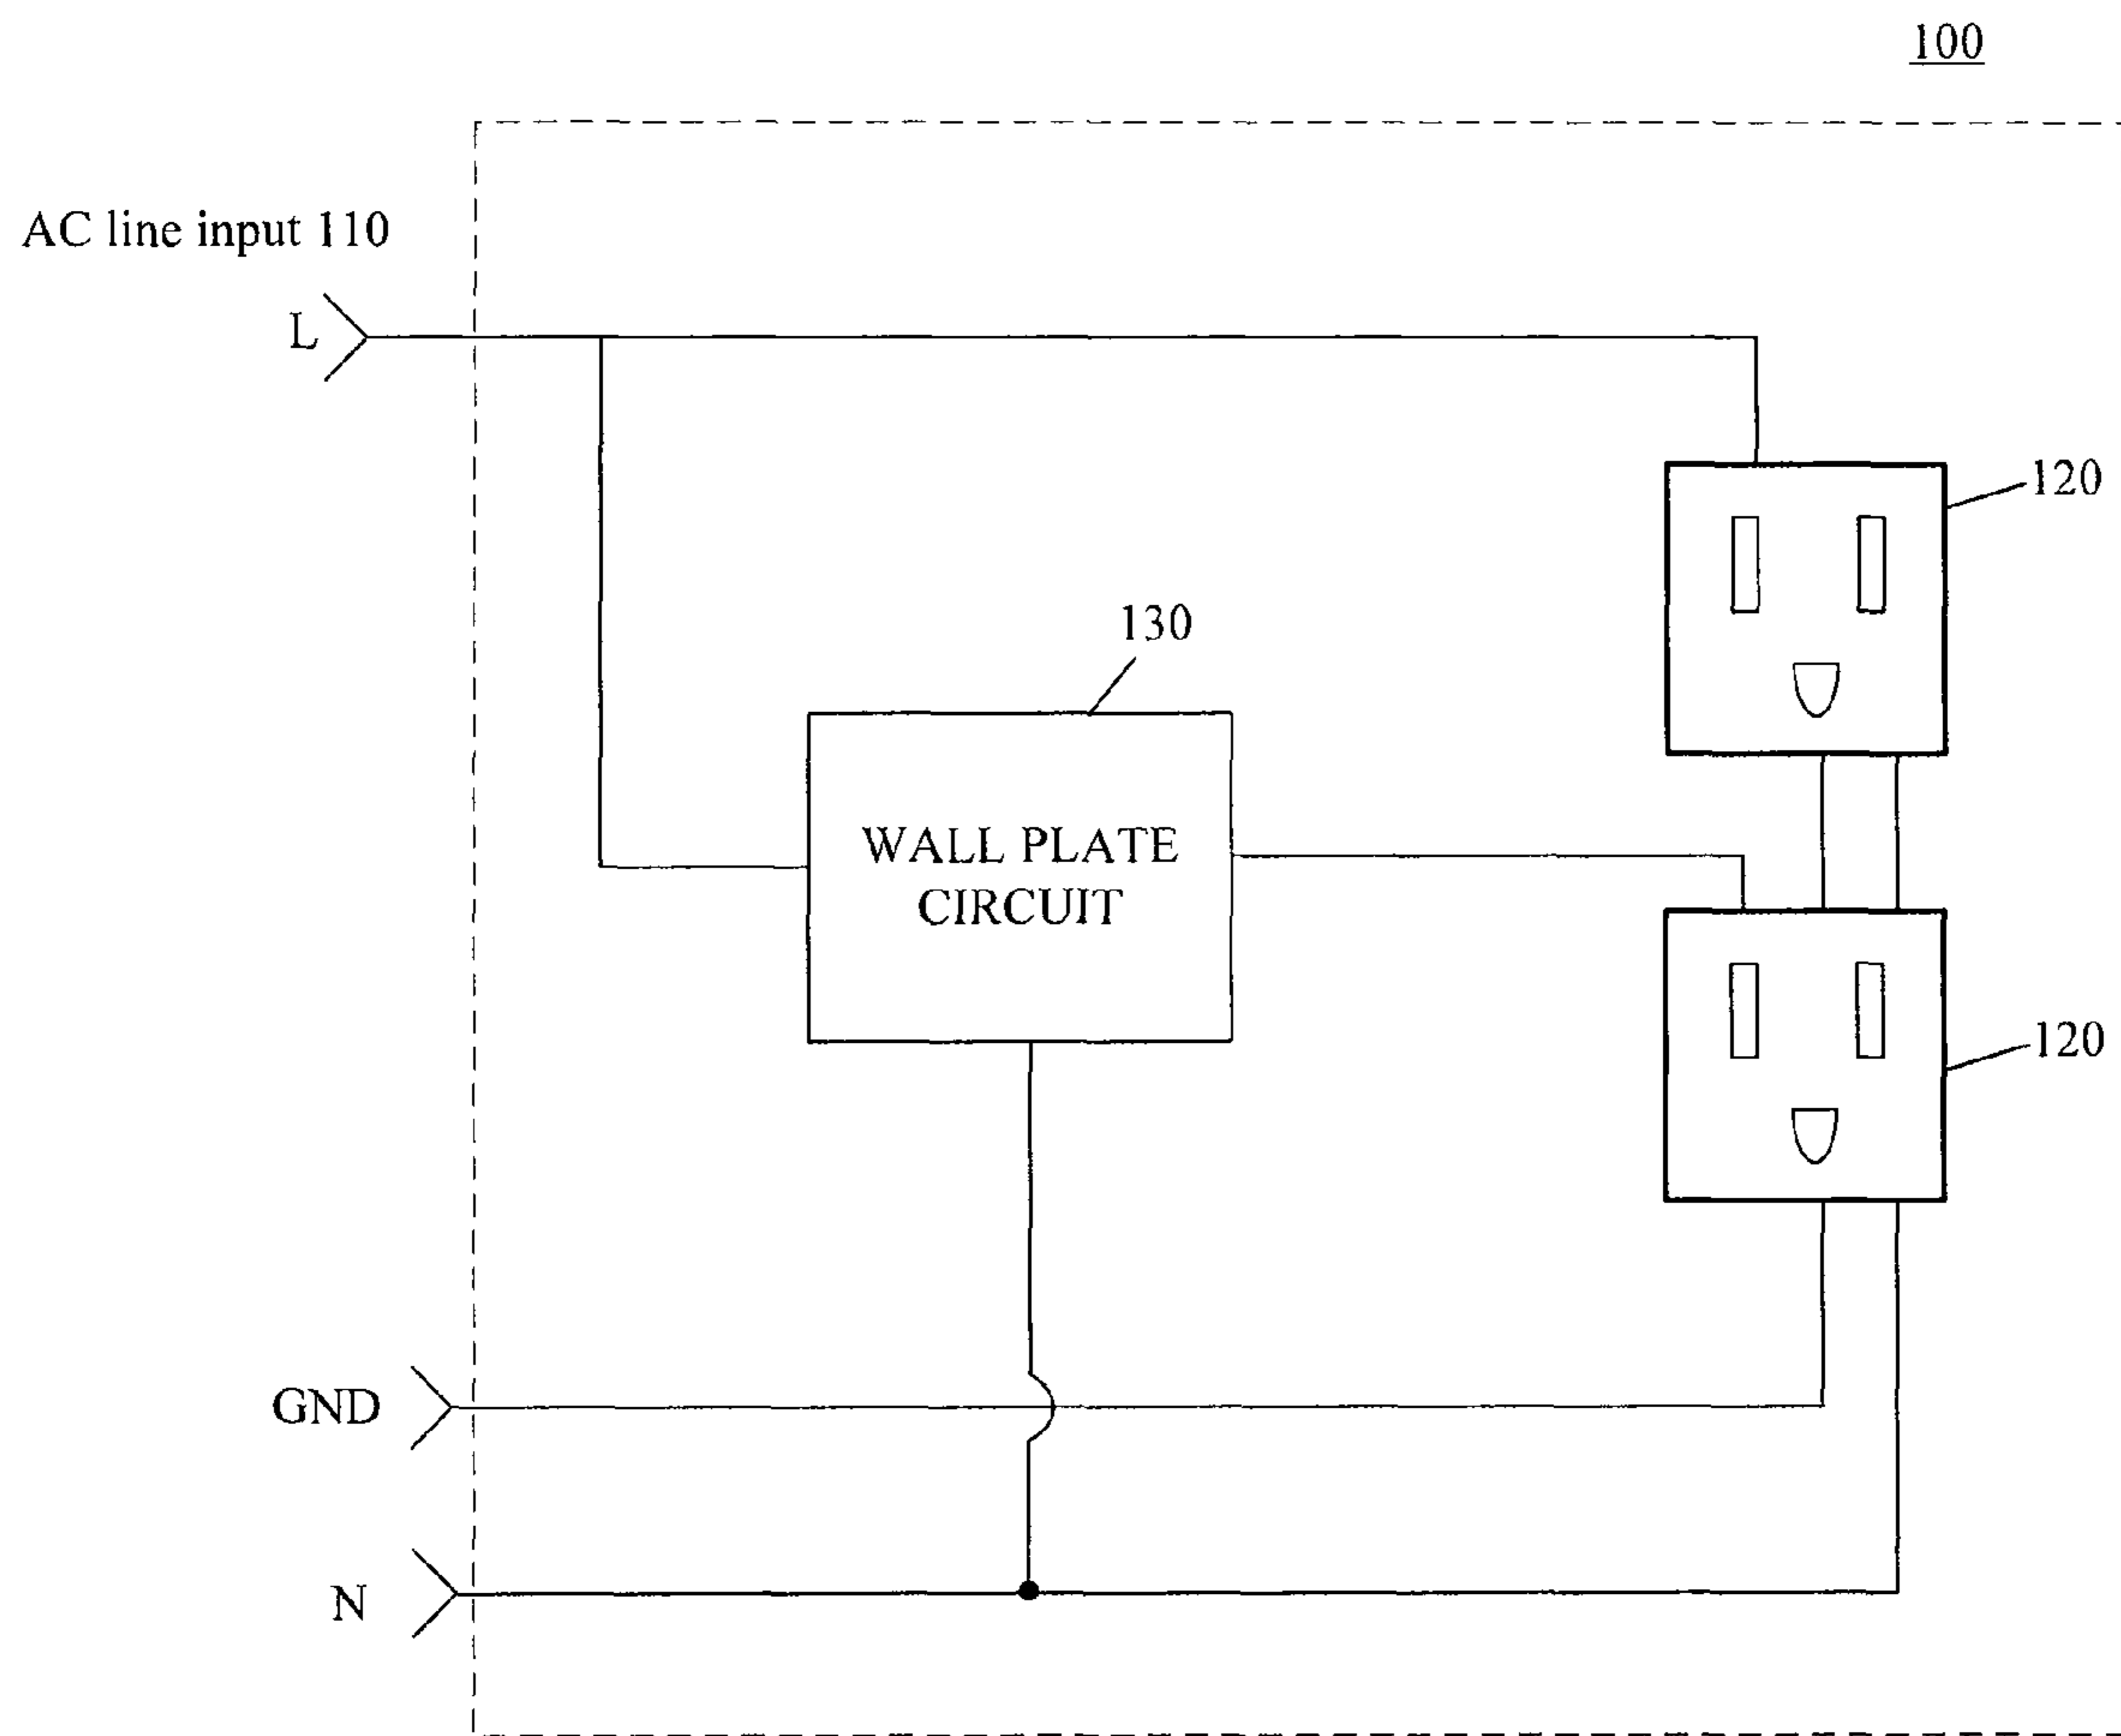 100
AC line input 110
L
120
130
WALL PLATE
CIRCUIT
120
GND
N